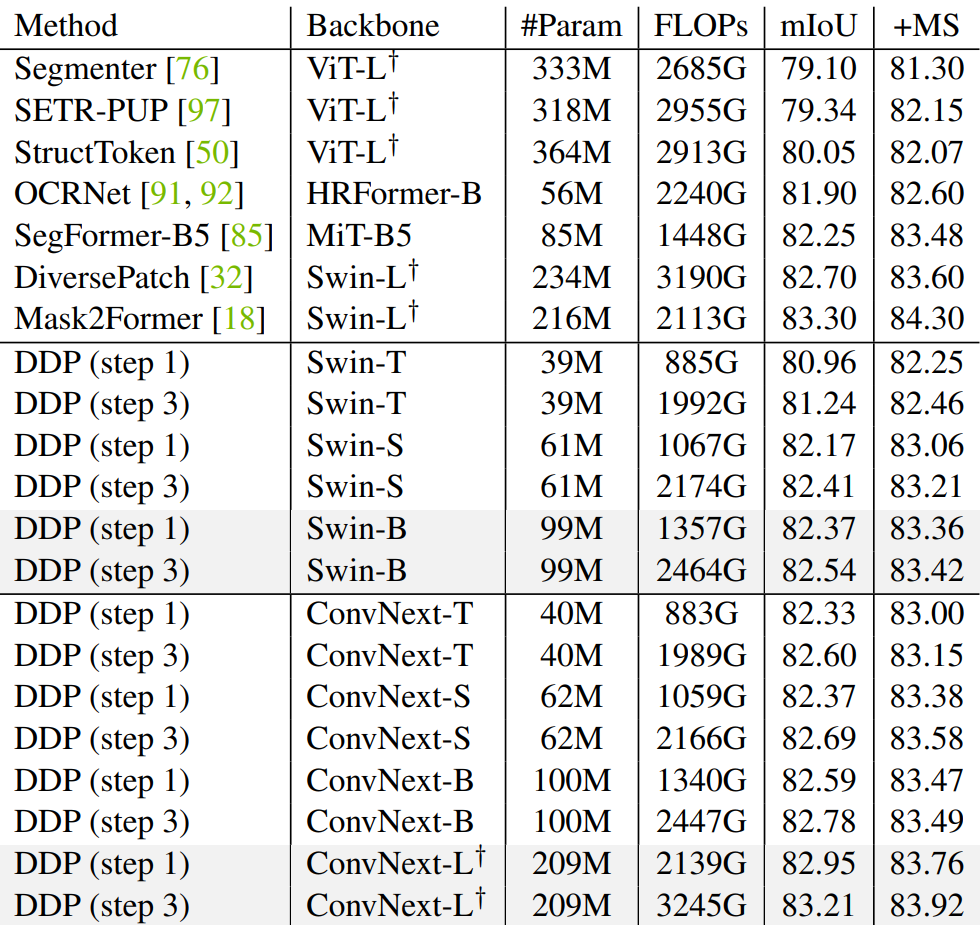 Method Backbone #Param FLOPs mIoU +MS
Segmenter [76] ViT-L† 333M 2685G 79.10 81.30
SETR-PUP [97] ViT-L† 318M 2955G 79.34 82.15
StructToken [50] ViT-L† 364M 2913G 80.05 82.07
OCRNet [91, 92] HRFormer-B 56M 2240G 81.90 82.60
SegFormer-B5 [85] MiT-B5 85M 1448G 82.25 83.48
DiversePatch [32] Swin-L† 234M 3190G 82.70 83.60
Mask2Former [18] Swin-L† 216M 2113G 83.30 84.30
DDP (step 1) Swin-T 39M 885G 80.96 82.25
DDP (step 3) Swin-T 39M 1992G 81.24 82.46
DDP (step 1) Swin-S 61M 1067G 82.17 83.06
DDP (step 3) Swin-S 61M 2174G 82.41 83.21
DDP (step 1) Swin-B 99M 1357G 82.37 83.36
DDP (step 3) Swin-B 99M 2464G 82.54 83.42
DDP (step 1) ConvNext-T 40M 883G 82.33 83.00
DDP (step 3) ConvNext-T 40M 1989G 82.60 83.15
DDP (step 1) ConvNext-S 62M 1059G 82.37 83.38
DDP (step 3) ConvNext-S 62M 2166G 82.69 83.58
DDP (step 1) ConvNext-B 100M 1340G 82.59 83.47
DDP (step 3) ConvNext-B 100M 2447G 82.78 83.49
DDP (step 1) ConvNext-L† 209M 2139G 82.95 83.76
DDP (step 3) ConvNext-L† 209M 3245G 83.21 83.92